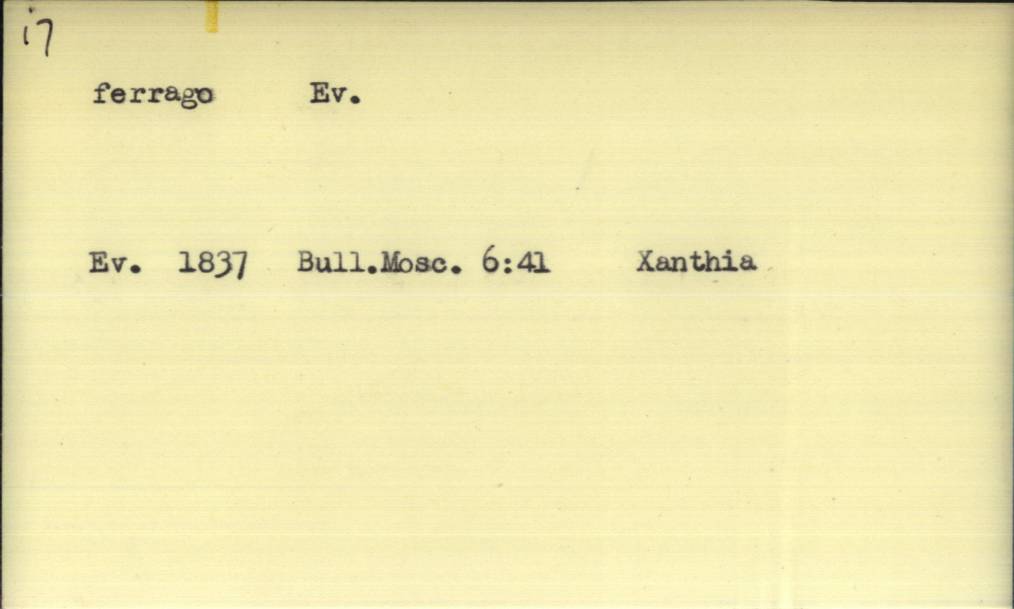 17
ferrago Ev.
Ev. 1837 Bull.Mosc. 6:41 Xanthia